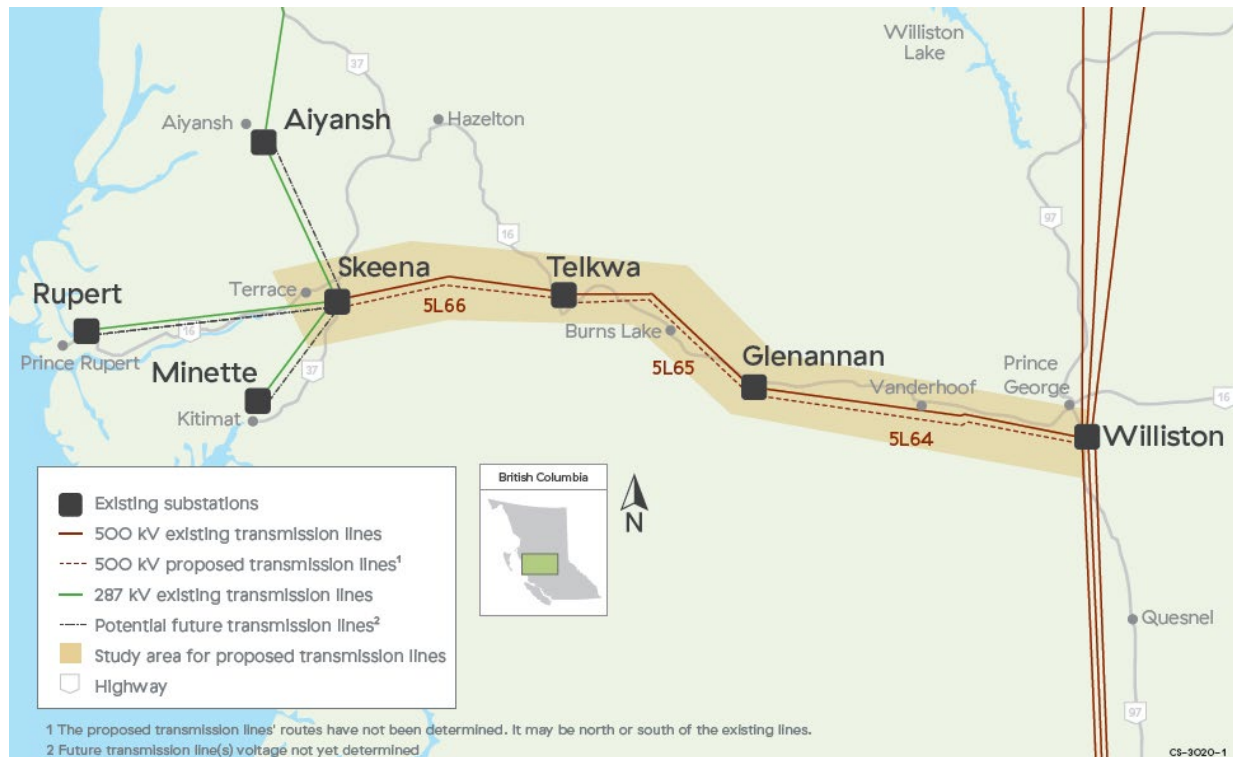 Williston
Lake
37
Aiyansh
Aiyansh
Hazelton
97
16
Skeena
Telkwa
Terrace
Rupert
5L66
16
Prince Rupert
Burns Lake
Minette
37
Kitimat
5L65
Glenannan
Vanderhoof
Prince
George
16
5L64
Williston
Existing substations
500 kV existing transmission lines
500 kV proposed transmission lines¹
287 kV existing transmission lines
Potential future transmission lines²
Study area for proposed transmission lines
Highway
British Columbia
N
Quesnel
97
1 The proposed transmission lines' routes have not been determined. It may be north or south of the existing lines.
2 Future transmission line(s) voltage not yet determined
CS-3020-1